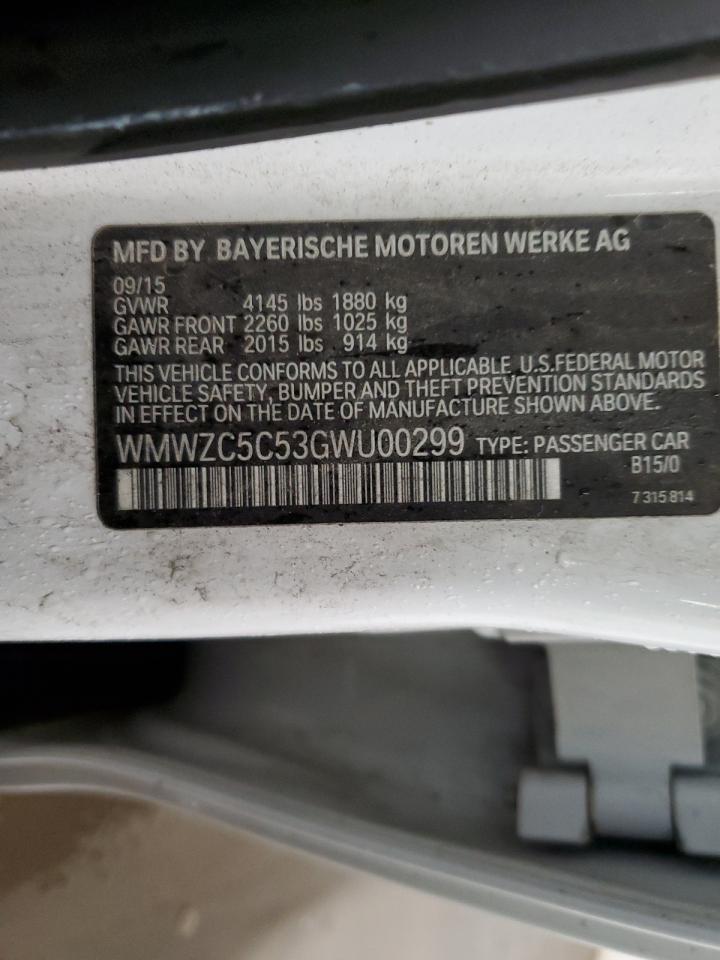 MFD BY BAYERISCHE MOTOREN WERKE AG
09/15
GVWR 4145 lbs 1880 kg
GAWR FRONT 2260 lbs 1025 kg
GAWR REAR 2015 lbs 914 kg
THIS VEHICLE CONFORMS TO ALL APPLICABLE U.S.FEDERAL MOTOR
VEHICLE SAFETY, BUMPER AND THEFT PREVENTION STANDARDS
IN EFFECT ON THE DATE OF MANUFACTURE SHOWN ABOVE.
WMWZC5C53GWU00299 TYPE: PASSENGER CAR
B15/0
7 315 814